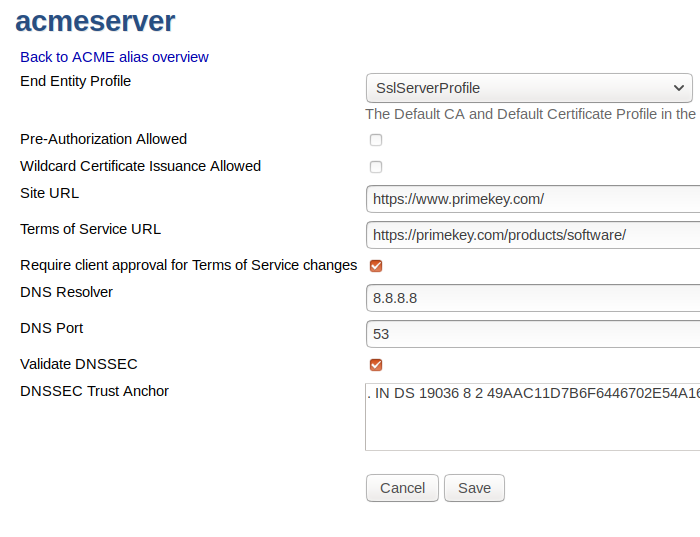 acmeserver
Back to ACME alias overview
End Entity Profile
SslServerProfile
The Default CA and Default Certificate Profile in the
Pre-Authorization Allowed
Wildcard Certificate Issuance Allowed
Site URL
https://www.primekey.com/
Terms of Service URL
https://primekey.com/products/software/
Require client approval for Terms of Service changes
DNS Resolver
8.8.8.8
DNS Port
53
Validate DNSSEC
DNSSEC Trust Anchor
. IN DS 19036 8 2 49AAC11D7B6F6446702E54A16
Cancel Save